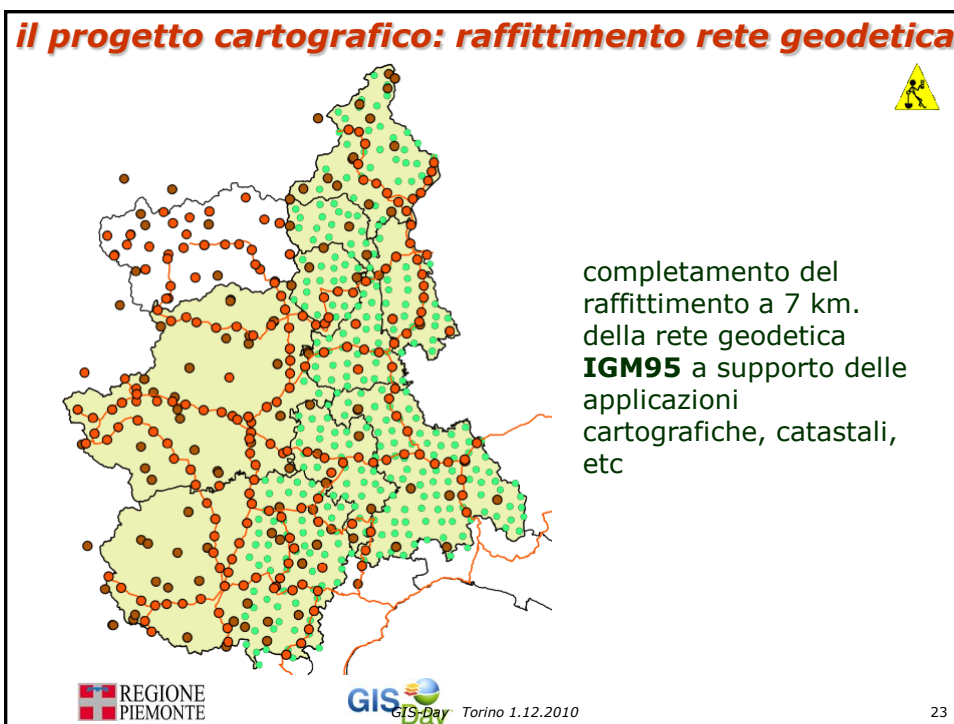 il progetto cartografico: raffittimento rete geodetica
completamento del
raffittimento a 7 km.
della rete geodetica
IGM95 a supporto delle
applicazioni
cartografiche, catastali,
etc
REGIONE
PIEMONTE
GIS
Day
GIS-Day Torino 1.12.2010
23